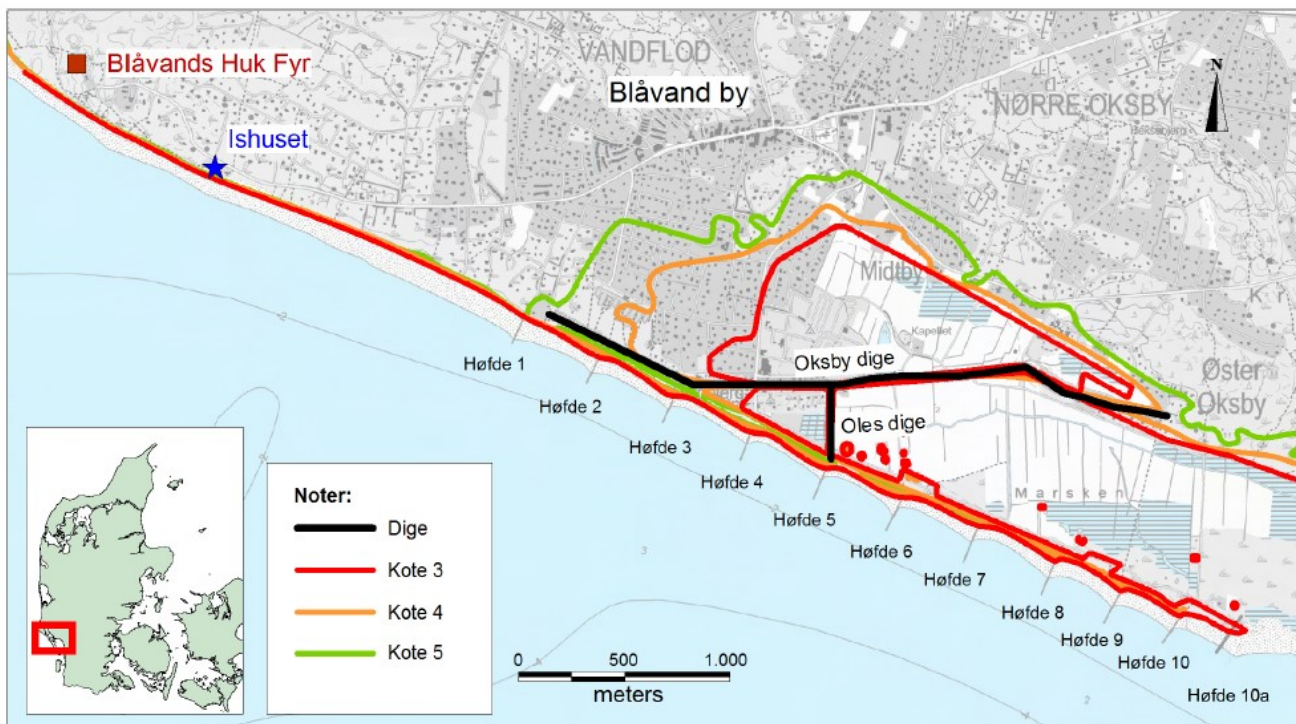 VANDFLOD
Blåvands Huk Fyr
Blåvand by
N
NØRRE OKSBY
Ishuset
Midtby
Kapellet
Høfde 1
Oksby dige
Øster
Oksby
Høfde 2
Oles dige
Høfde 3
Høfde 4
Marsken
Høfde 5
Høfde 6
Høfde 7
Høfde 8
Høfde 9
Høfde 10
Høfde 10a
Noter:
Dige
Kote 3
Kote 4
Kote 5
0 500 1.000
meters